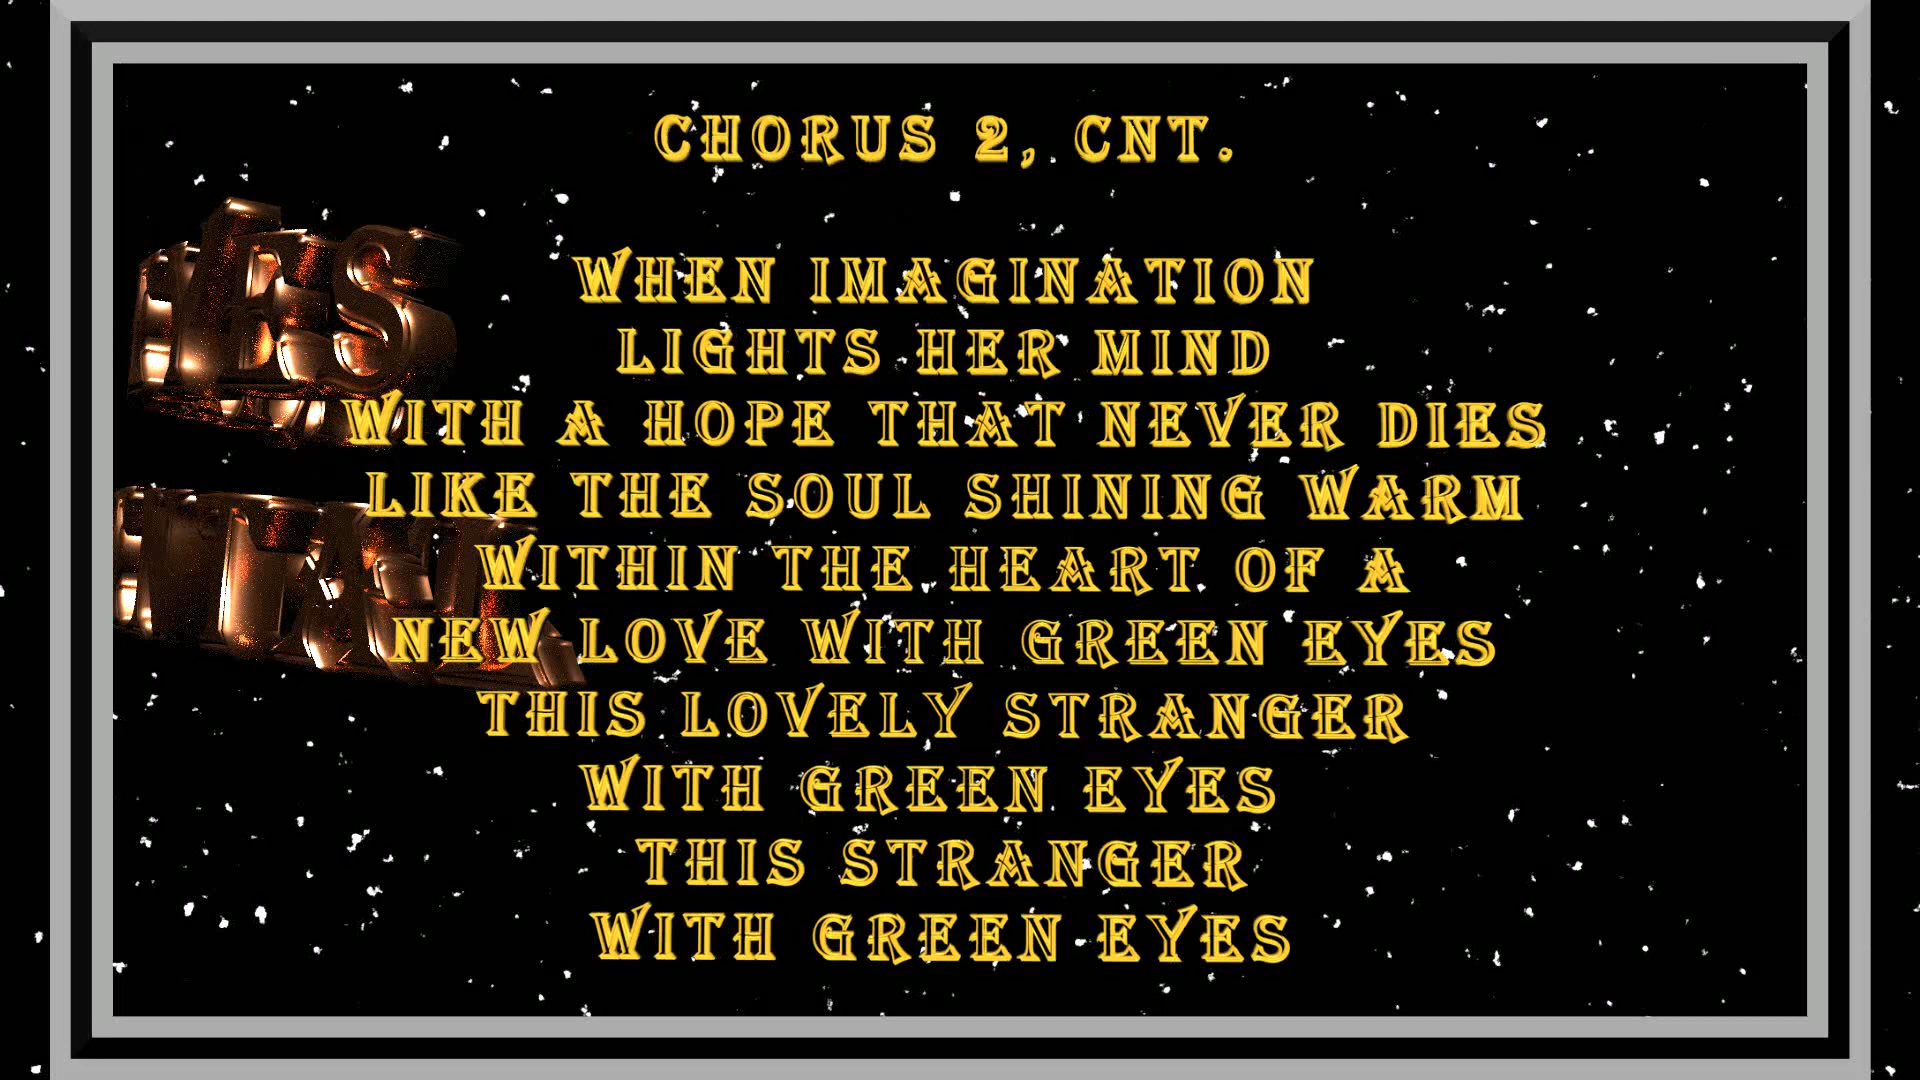 CHORUS 2, CNT.
WHEN IMAGINATION
LIGHTS HER MIND
WITH A HOPE THAT NEVER DIES
LIKE THE SOUL SHINING WARM
WITHIN THE HEART OF A
NEW LOVE WITH GREEN EYES
THIS LOVELY STRANGER
WITH GREEN EYES
THIS STRANGER
WITH GREEN EYES